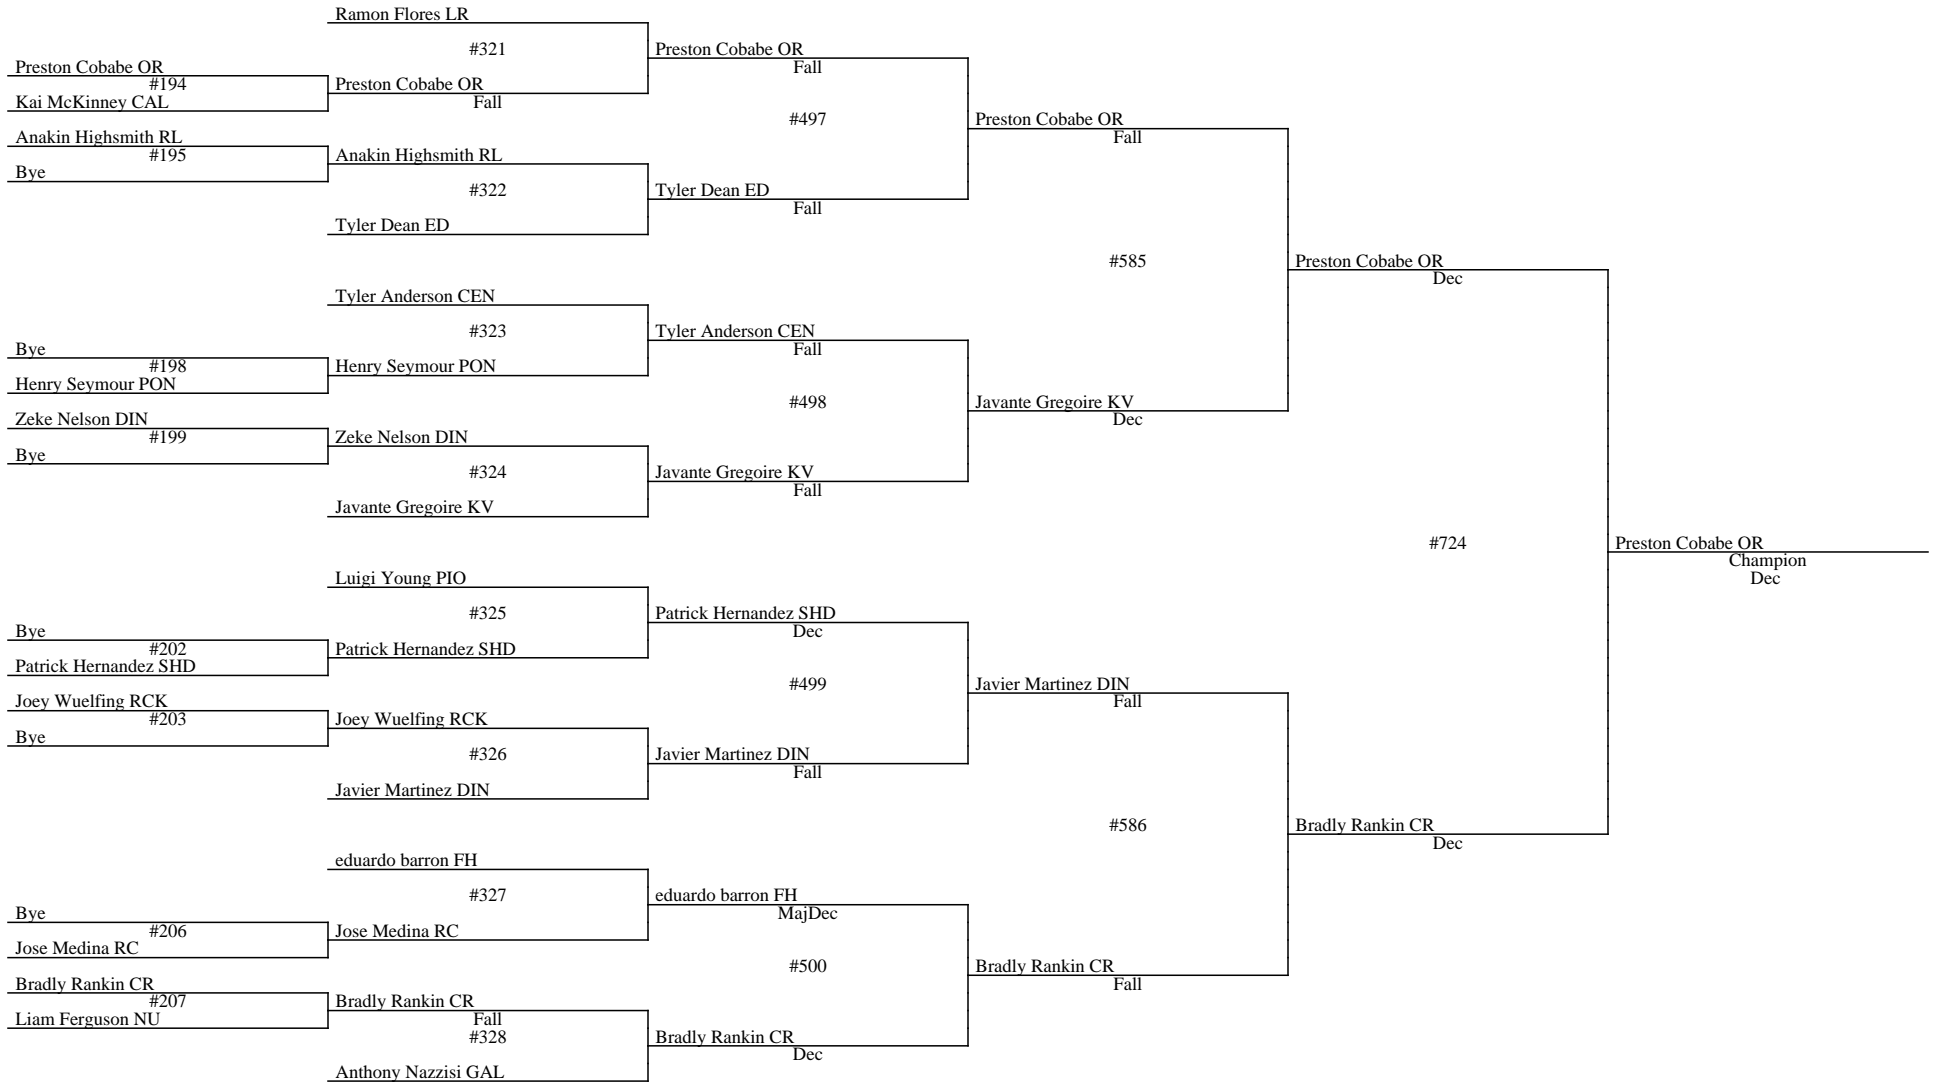 Ramon Flores LR
#321
Preston Cobabe OR
Preston Cobabe OR
Fall
#194
Preston Cobabe OR
Kai McKinney CAL
Fall
#497
Preston Cobabe OR
Anakin Highsmith RL
Fall
#195
Anakin Highsmith RL
Bye
#322
Tyler Dean ED
Fall
Tyler Dean ED
#585
Preston Cobabe OR
Dec
Tyler Anderson CEN
#323
Tyler Anderson CEN
Bye
Fall
#198
Henry Seymour PON
Henry Seymour PON
#498
Javante Gregoire KV
Zeke Nelson DIN
Dec
#199
Zeke Nelson DIN
Bye
#324
Javante Gregoire KV
Fall
Javante Gregoire KV
#724
Preston Cobabe OR
Champion
Dec
Luigi Young PIO
#325
Patrick Hernandez SHD
Bye
Dec
#202
Patrick Hernandez SHD
Patrick Hernandez SHD
#499
Javier Martinez DIN
Joey Wuelfing RCK
Fall
#203
Joey Wuelfing RCK
Bye
#326
Javier Martinez DIN
Fall
Javier Martinez DIN
#586
Bradly Rankin CR
Dec
eduardo barron FH
#327
eduardo barron FH
Bye
MajDec
#206
Jose Medina RC
Jose Medina RC
#500
Bradly Rankin CR
Bradly Rankin CR
Fall
#207
Bradly Rankin CR
Liam Ferguson NU
Fall
#328
Bradly Rankin CR
Dec
Anthony Nazzisi GAL